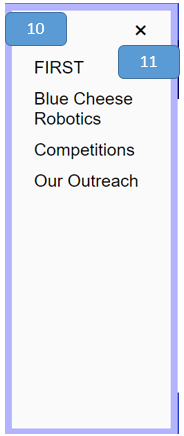 10
×
11
FIRST
Blue Cheese
Robotics
Competitions
Our Outreach